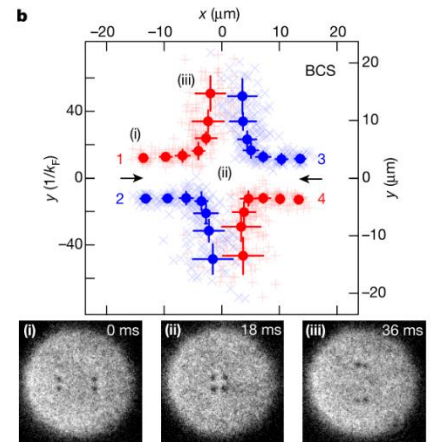 b
x (μm)
−20 −10 0 10 20
BCS
(iii)
(i)
(ii)
1
3
2
4
y (1/kF)
40
0
−40
y (μm)
20
10
0
−10
−20
(i) 0 ms
(ii) 18 ms
(iii) 36 ms